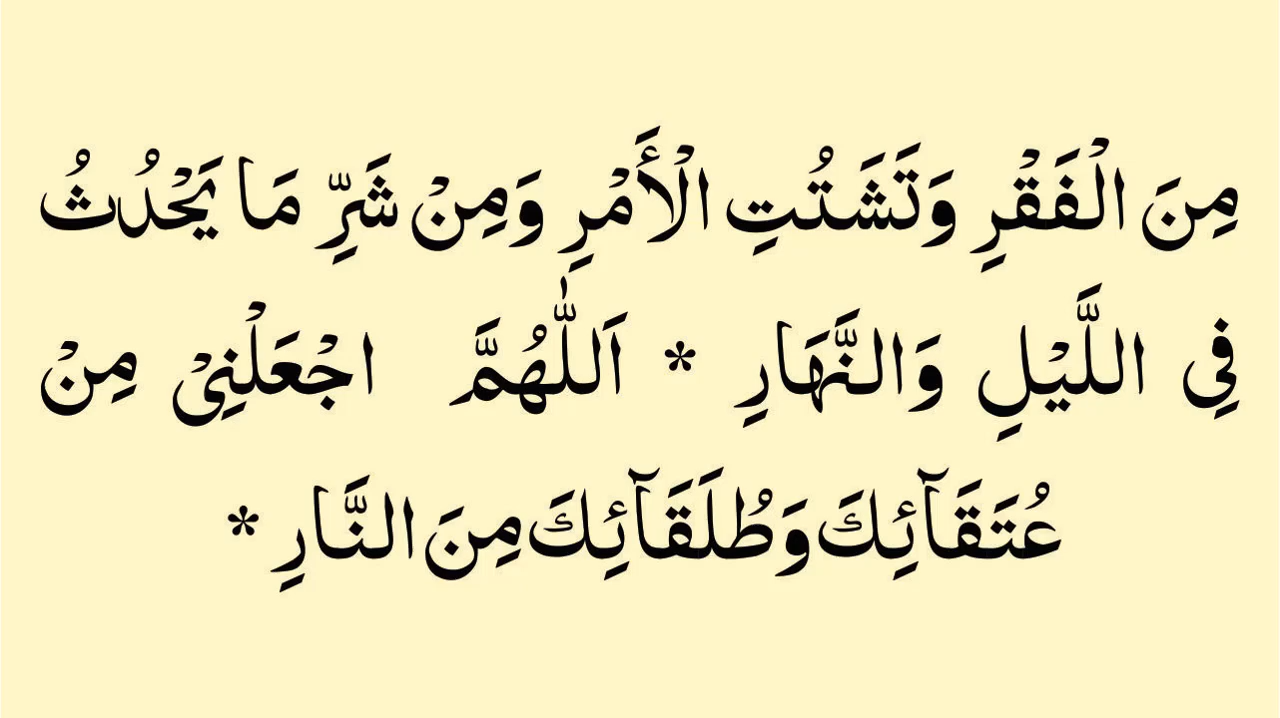 مِنَ الْفَقْرِ وَتَشَتُتِ الْأَمْرِ وَمِنْ شَرِّ مَا يَحْدُثُ
فِي اللَّيْلِ وَالنَّهَارِ * اَللّٰهُمَّ اجْعَلْنِيْ مِنْ
عُتَقَآئِكَ وَطُلَقَآئِكَ مِنَ النَّارِ *